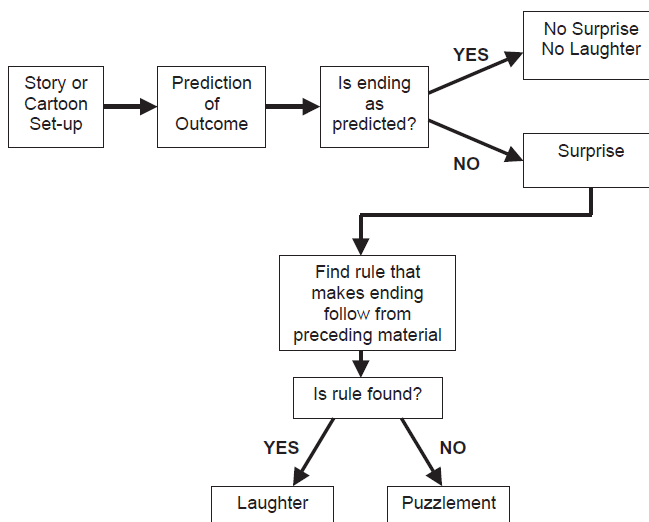 Story or
Cartoon
Set-up
Prediction
of
Outcome
Is ending
as
predicted?
YES
No Surprise
No Laughter
NO
Surprise
Find rule that
makes ending
follow from
preceding material
Is rule found?
YES
NO
Laughter
Puzzlement